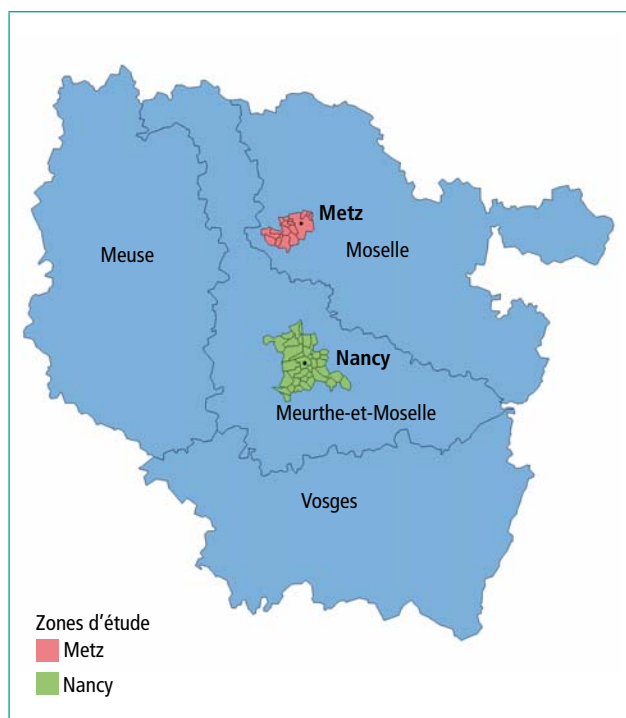 Metz
Meuse
Moselle
Nancy
Meurthe-et-Moselle
Vosges
Zones d'étude
Metz
Nancy